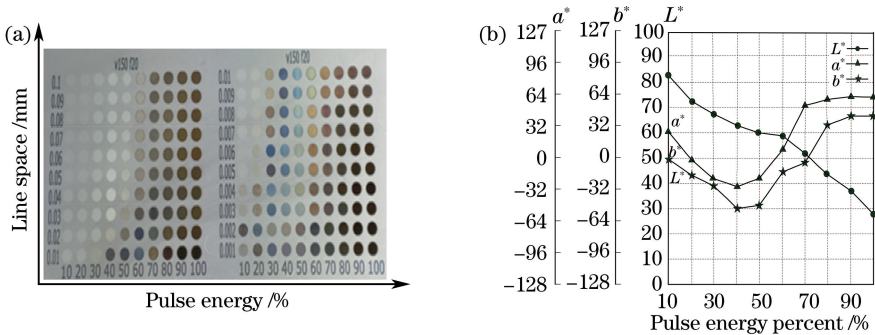 (a)
Line space /mm
v150 f20
0.1
0.09
0.08
0.07
0.06
0.05
0.04
0.03
0.02
0.01
10 20 30 40 50 60 70 80 90 100
v150 f20
0.01
0.009
0.008
0.007
0.006
0.005
0.004
0.003
0.002
0.001
10 20 30 40 50 60 70 80 90 100
Pulse energy /%
(b)
a* b* L*
127 127 100
90
96 96
80
64 64
70
32 32
60
0 0 50
−32 −32 40
30
−64 −64
20
−96 −96
10
−128 −128 0
L*
a*
b*
a*
b*
L*
10 30 50 70 90
Pulse energy percent /%